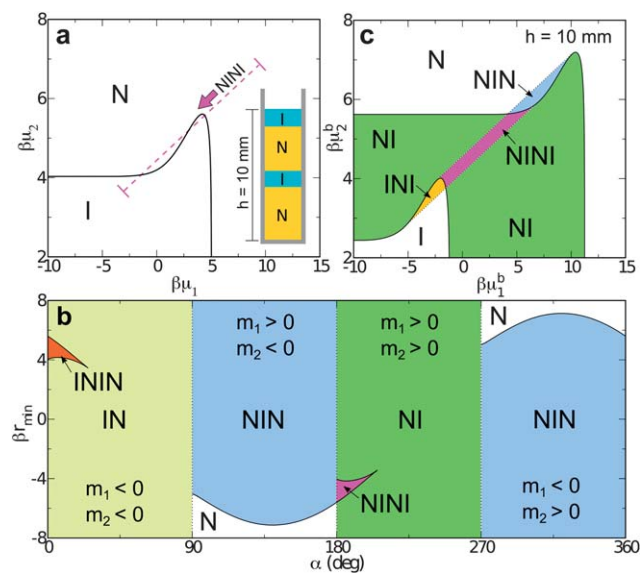 a
c
h = 10 mm
NINI
N
N
NIN
I
N
I
N
h = 10 mm
NI
NINI
INI
NI
I
I
8
6
4
2
βμ₂
-10 -5 0 5 10 15
βμ₁
8
6
4
2
βμ₂ᵇ
-10 -5 0 5 10 15
βμ₁ᵇ
b
8
4
0
-4
-8
βr_min
m₁ > 0
m₂ < 0
m₁ > 0
m₂ > 0
N
ININ
IN
NIN
NI
NIN
m₁ < 0
m₂ < 0
N
NINI
m₁ < 0
m₂ > 0
0 90 180 270 360
α (deg)